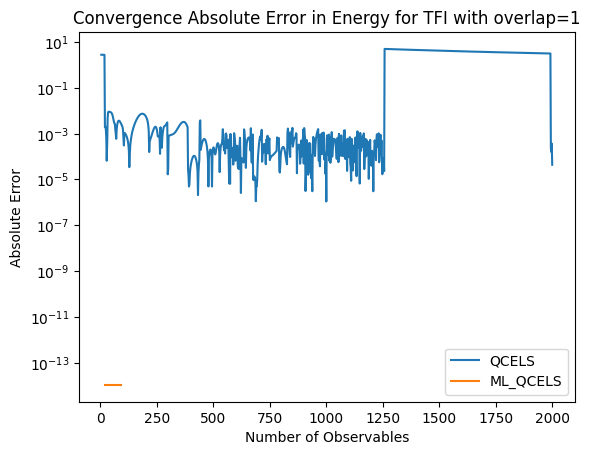 Convergence Absolute Error in Energy for TFI with overlap=1
Absolute Error
10^1
10^-1
10^-3
10^-5
10^-7
10^-9
10^-11
10^-13
QCELS
ML_QCELS
0 250 500 750 1000 1250 1500 1750 2000
Number of Observables